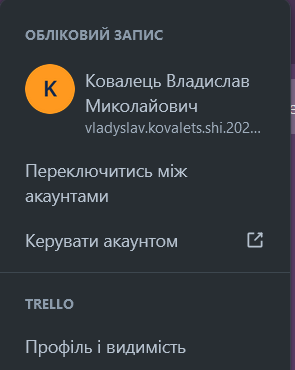 ОБЛІКОВИЙ ЗАПИС
К
Ковалець Владислав
Миколайович
vladyslav.kovalets.shi.202...
Переключитись між
акаунтами
Керувати акаунтом
TRELLO
Профіль і видимість